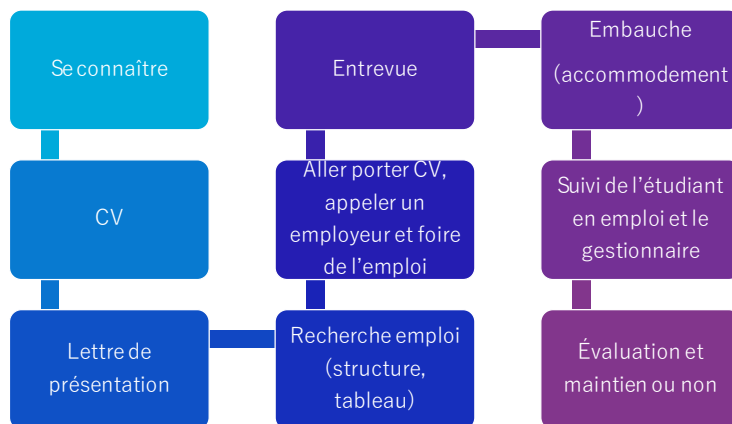 Se connaître
CV
Lettre de
présentation
Recherche emploi
(structure,
tableau)
Aller porter CV,
appeler un
employeur et foire
de l’emploi
Entrevue
Embauche
(accommodement
)
Suivi de l’étudiant
en emploi et le
gestionnaire
Évaluation et
maintien ou non